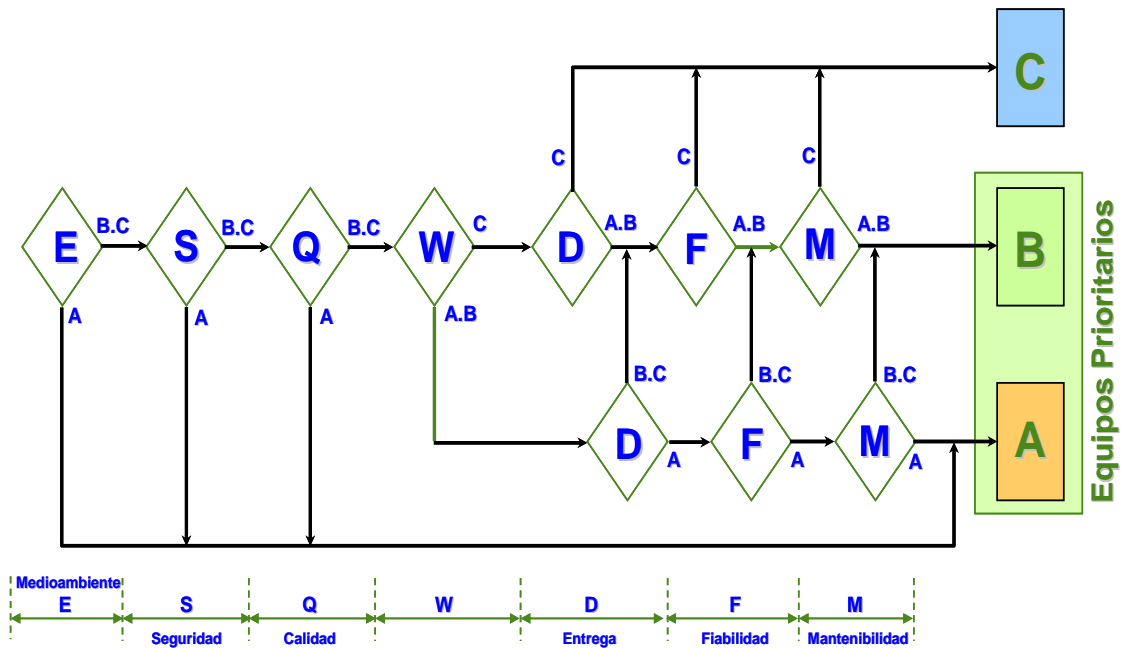 C
C
C
C
B.C
B.C
B.C
C
A.B
A.B
A.B
E
S
Q
W
D
F
M
B
A
A
A
A.B
B.C
B.C
B.C
D
F
M
A
A
A
A
Equipos Prioritarios
Medioambiente
E
S
Q
W
D
F
M
Seguridad
Calidad
Entrega
Fiabilidad
Mantenibilidad